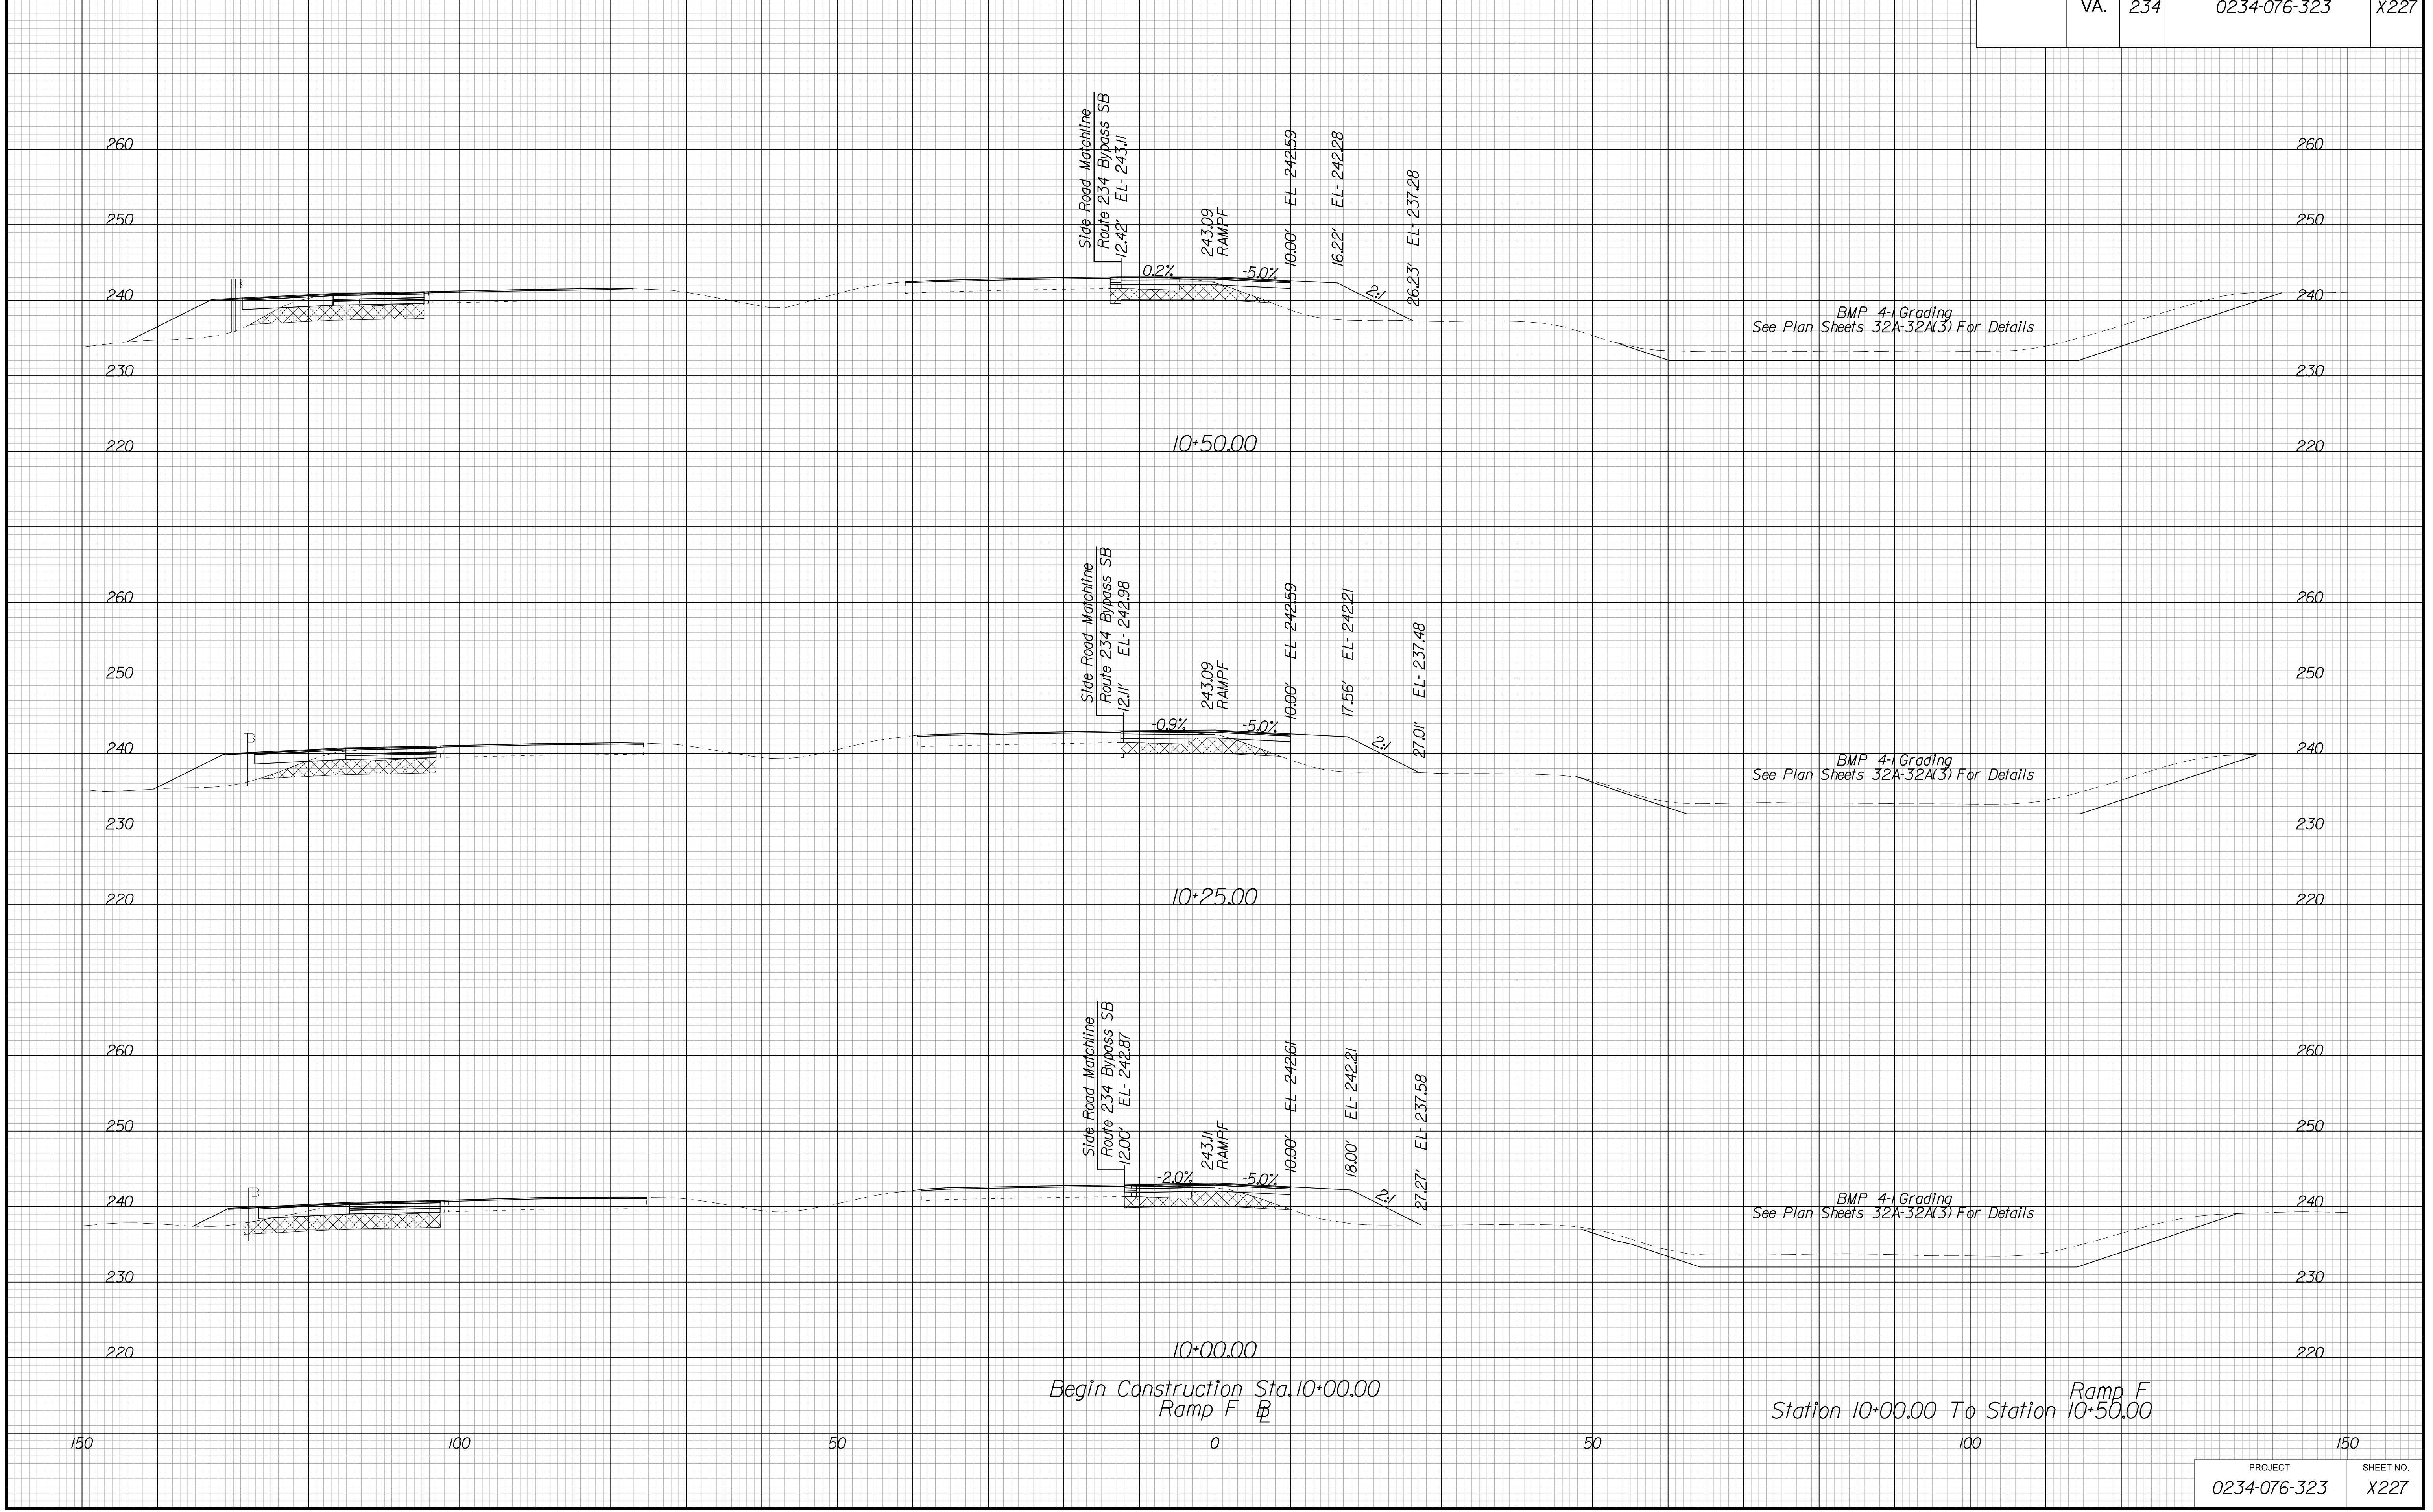 VA. 234 0234-076-323 X227
Side Road Matchline
Route 234 Bypass SB
12.42' EL- 243.11
243.09
RAMPF
10.00' EL- 242.59
16.22' EL- 242.28
26.23' EL- 237.28
0.2% -5.0% 2:1
260 260
250 250
240 240
230 230
220 220
BMP 4-1 Grading
See Plan Sheets 32A-32A(3) For Details
10+50.00
Side Road Matchline
Route 234 Bypass SB
12.11' EL- 242.98
243.09
RAMPF
10.00' EL- 242.59
17.56' EL- 242.21
27.01' EL- 237.48
-0.9% -5.0% 2:1
260 260
250 250
240 240
230 230
220 220
BMP 4-1 Grading
See Plan Sheets 32A-32A(3) For Details
10+25.00
Side Road Matchline
Route 234 Bypass SB
12.00' EL- 242.87
243.11
RAMPF
10.00' EL- 242.61
18.00' EL- 242.21
27.27' EL- 237.58
-2.0% -5.0% 2:1
260 260
250 250
240 240
230 230
220 220
BMP 4-1 Grading
See Plan Sheets 32A-32A(3) For Details
10+00.00
Begin Construction Sta. 10+00.00
Ramp F BL
Ramp F
Station 10+00.00 To Station 10+50.00
150 100 50 0 50 100 150
PROJECT SHEET NO.
0234-076-323 X227